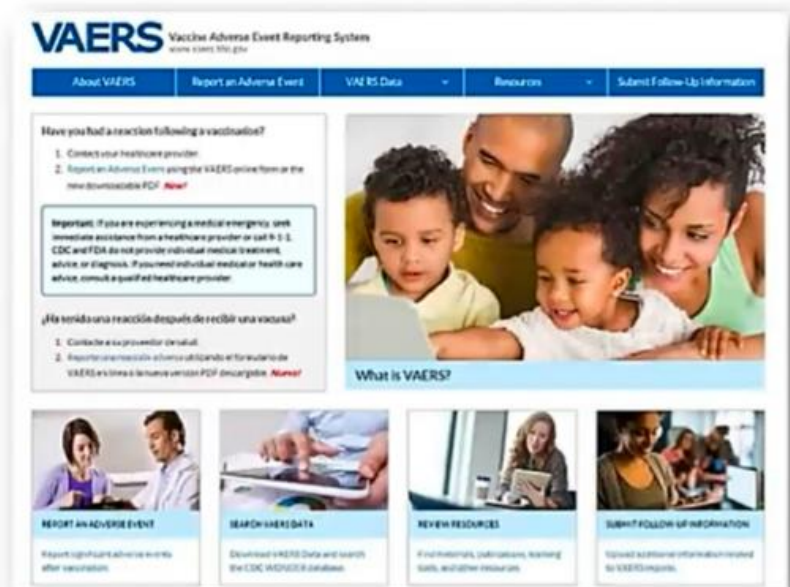 VAERS Vaccine Adverse Event Reporting System
www.vaers.hhs.gov
About VAERS
Report an Adverse Event
VAERS Data
Resources
Submit Follow-Up Information
Have you had a reaction following a vaccination?
1. Contact your healthcare provider.
2. Report an Adverse Event using the VAERS online form or the
new downloadable PDF. New!
Important: If you are experiencing a medical emergency, seek
immediate assistance from a healthcare provider or call 9-1-1.
CDC and FDA do not provide individual medical treatment,
advice, or diagnosis. If you need individual medical or health care
advice, consult a qualified healthcare provider.
¿Ha tenido una reacción después de recibir una vacuna?
1. Contacte a su proveedor de salud.
2. Reporte una reacción adversa utilizando el formulario de
VAERS en línea o la nueva versión PDF descargable. Nuevo!
What is VAERS?
REPORT AN ADVERSE EVENT
Report significant adverse events
after vaccination.
SEARCH VAERS DATA
Download VAERS Data and search
the CDC WONDER database.
REVIEW RESOURCES
Find materials, publications, learning
tools, and other resources.
SUBMIT FOLLOW-UP INFORMATION
Upload additional information related
to VAERS reports.